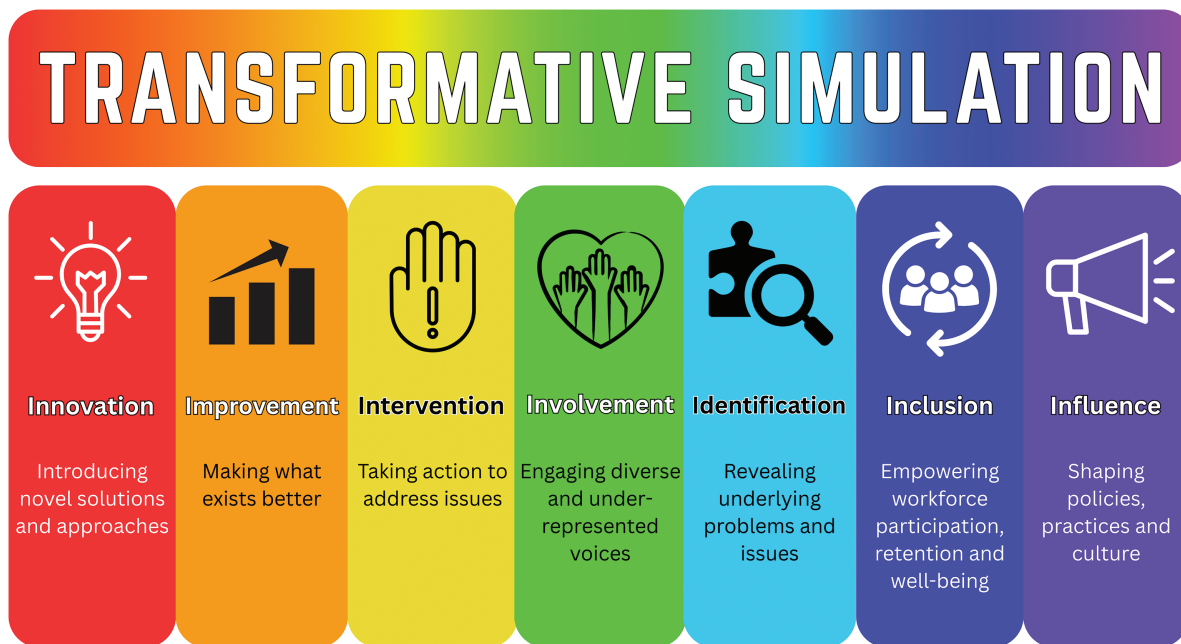 TRANSFORMATIVE SIMULATION
Innovation
Introducing
novel solutions
and approaches
Improvement
Making what
exists better
Intervention
Taking action to
address issues
Involvement
Engaging diverse
and under-
represented
voices
Identification
Revealing
underlying
problems and
issues
Inclusion
Empowering
workforce
participation,
retention and
well-being
Influence
Shaping
policies,
practices and
culture